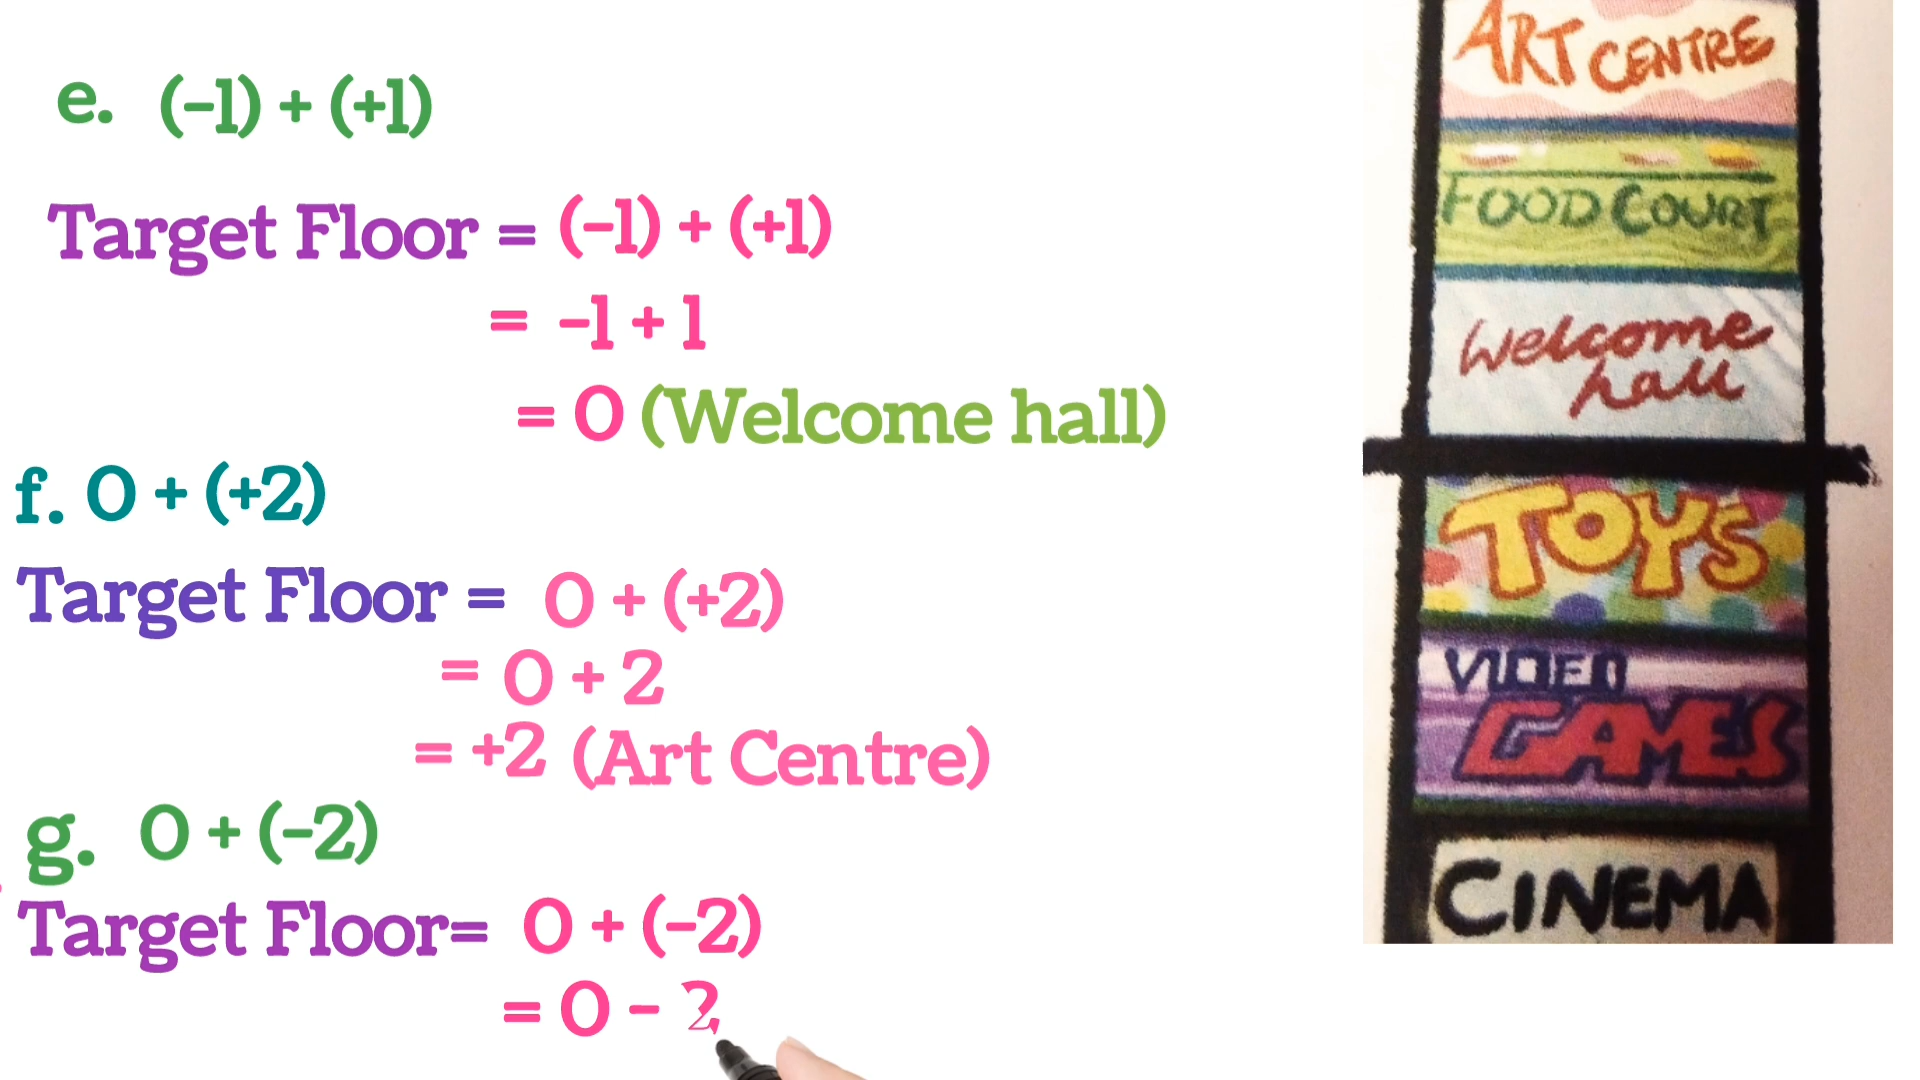 e. (-1) + (+1)
Target Floor = (-1) + (+1)
= -1 + 1
= 0 (Welcome hall)
f. 0 + (+2)
Target Floor = 0 + (+2)
= 0 + 2
= +2 (Art Centre)
g. 0 + (-2)
Target Floor= 0 + (-2)
= 0 - 2
ART CENTRE
FOOD COURT
Welcome
hall
TOYS
VIDEO
GAMES
CINEMA